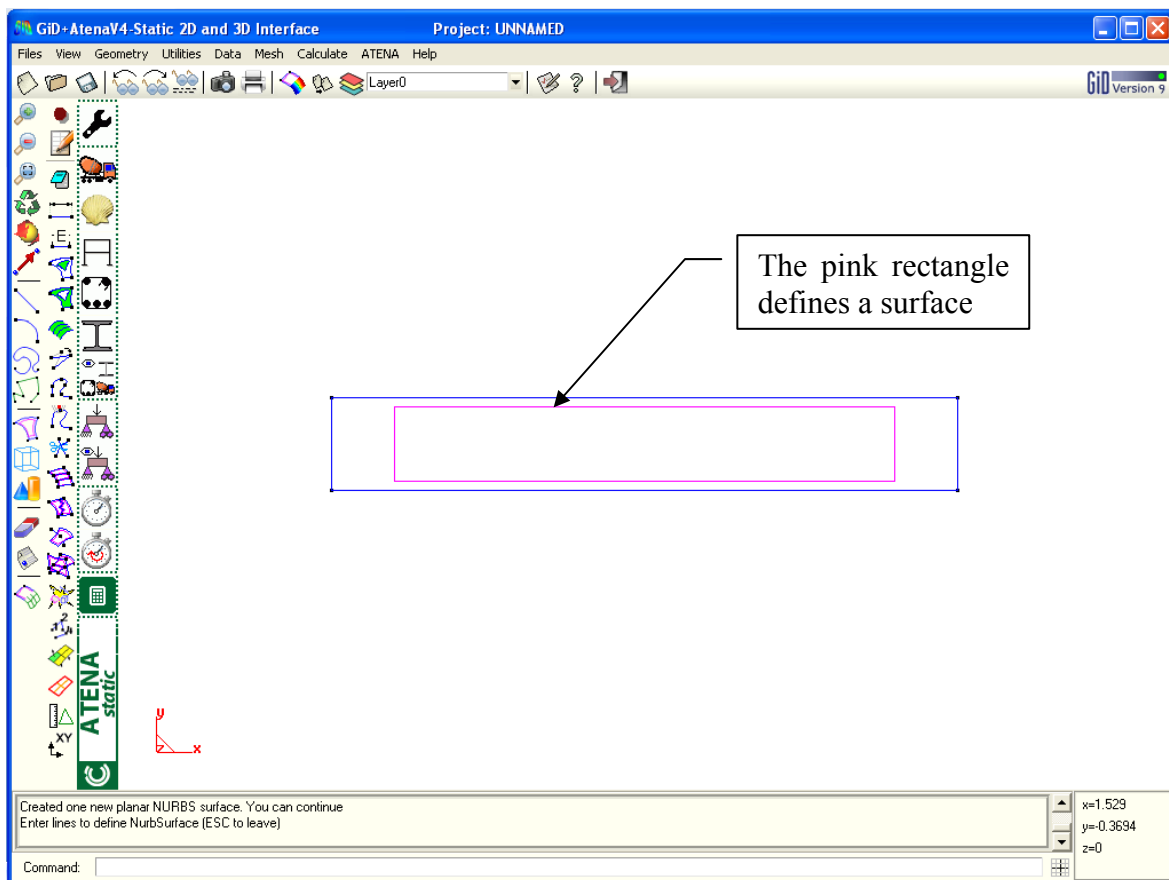 GiD+AtenaV4-Static 2D and 3D Interface Project: UNNAMED
Files View Geometry Utilities Data Mesh Calculate ATENA Help
Layer0
GiD Version 9
The pink rectangle
defines a surface
ATENA
static
y
z x
Created one new planar NURBS surface. You can continue
Enter lines to define NurbSurface (ESC to leave)
x=1.529
y=-0.3694
z=0
Command: